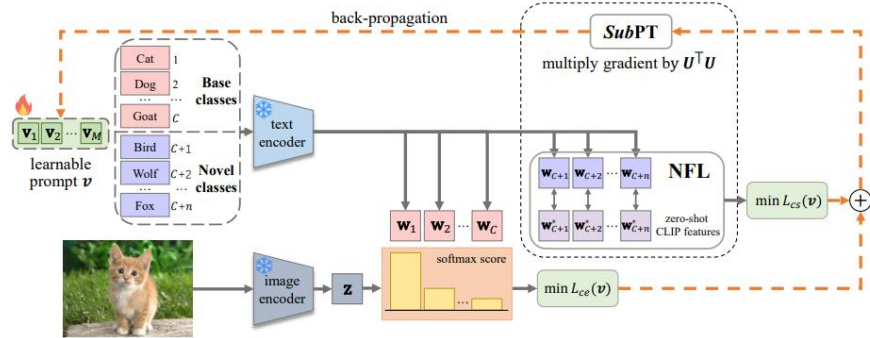 back-propagation
SubPT
multiply gradient by U⊤U
Cat 1
Dog 2
... ...
Goat C
Base
classes
Bird C+1
Wolf C+2
... ...
Fox C+n
Novel
classes
v1 v2 ... vM
learnable
prompt v
text
encoder
NFL
wC+1 wC+2 ... wC+n
w*C+1 w*C+2 ... w*C+n
zero-shot
CLIP features
min Lcs(v)
+
w1 w2 ... wC
softmax score
...
image
encoder
z
min Lce(v)